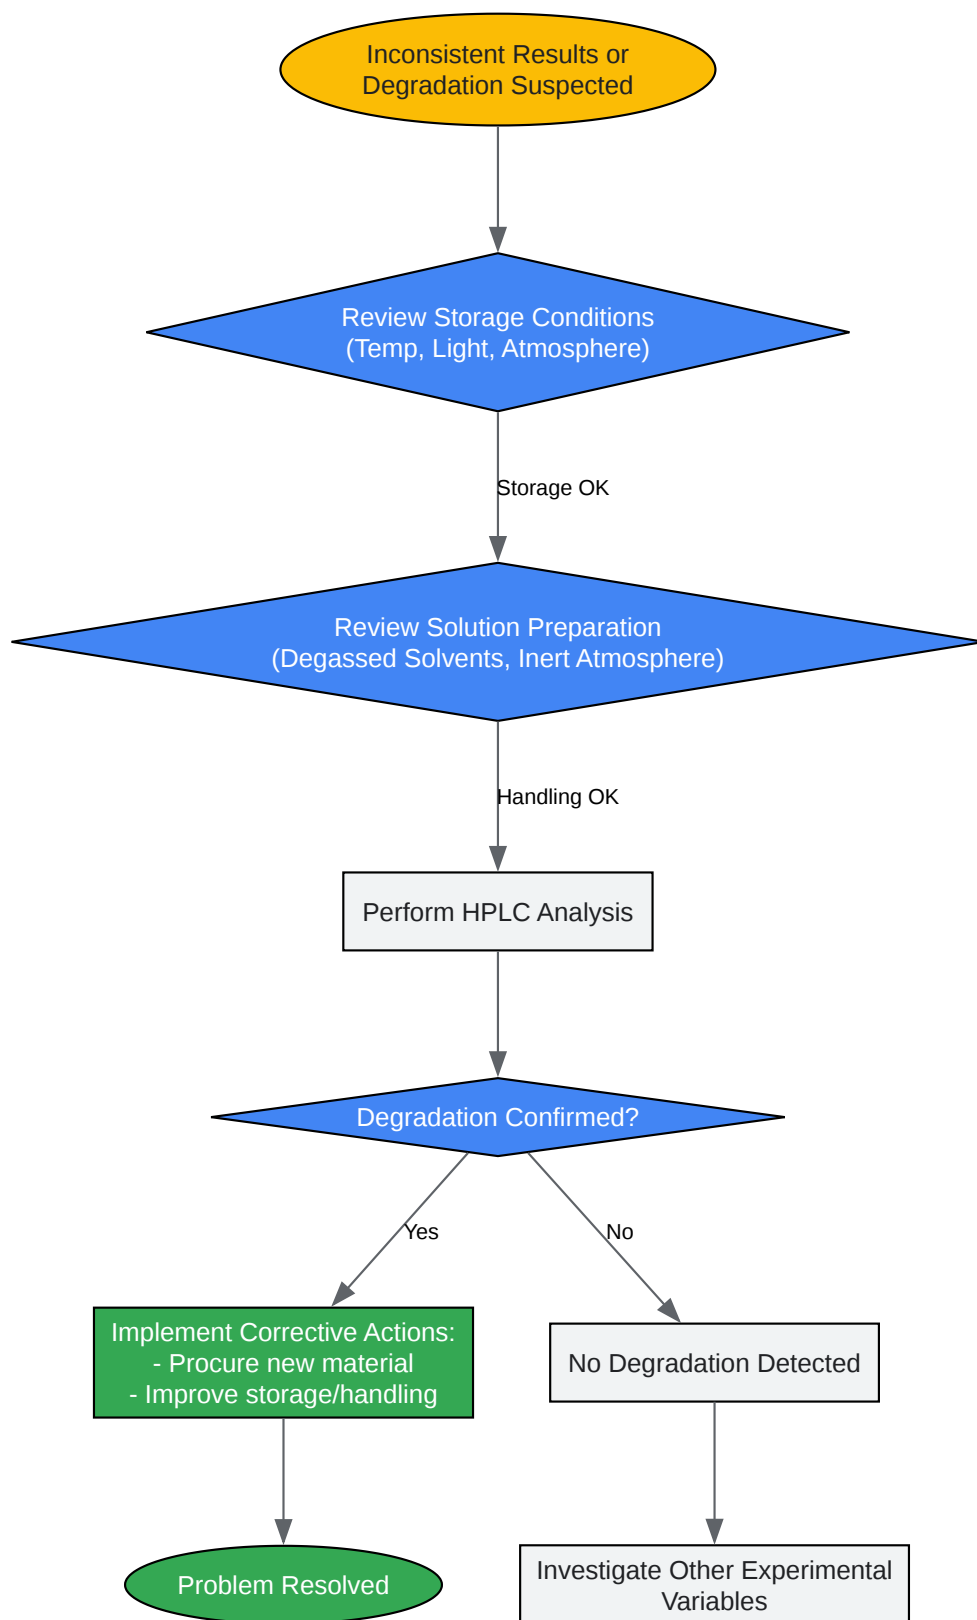 Inconsistent Results or
Degradation Suspected
Review Storage Conditions
(Temp, Light, Atmosphere)
Storage OK
Review Solution Preparation
(Degassed Solvents, Inert Atmosphere)
Handling OK
Perform HPLC Analysis
Degradation Confirmed?
Yes
No
Implement Corrective Actions:
- Procure new material
- Improve storage/handling
No Degradation Detected
Problem Resolved
Investigate Other Experimental
Variables